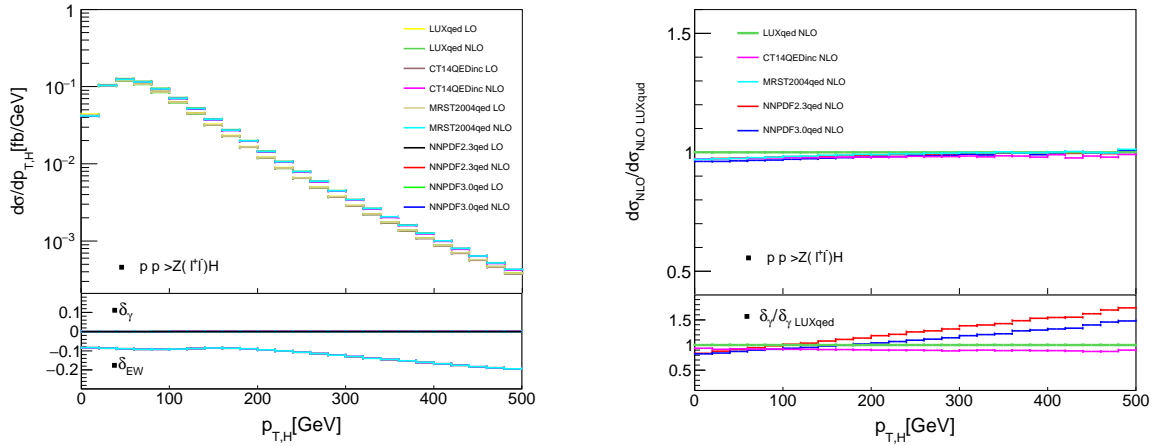 dσ/dp_T,H [fb/GeV]
1
10⁻¹
10⁻²
10⁻³
LUXqed LO
LUXqed NLO
CT14QEDinc LO
CT14QEDinc NLO
MRST2004qed LO
MRST2004qed NLO
NNPDF2.3qed LO
NNPDF2.3qed NLO
NNPDF3.0qed LO
NNPDF3.0qed NLO
p p >Z( l⁺l⁻)H
0.1
0
−0.1
−0.2
δ_γ
δ_EW
0 100 200 300 400 500
p_T,H [GeV]
dσ_NLO/dσ_NLO LUXqud
1.5
1
0.5
LUXqed NLO
CT14QEDinc NLO
MRST2004qed NLO
NNPDF2.3qed NLO
NNPDF3.0qed NLO
p p >Z( l⁺l⁻)H
1.5
1
0.5
δ_γ/δ_γ LUXqed
0 100 200 300 400 500
p_T,H [GeV]